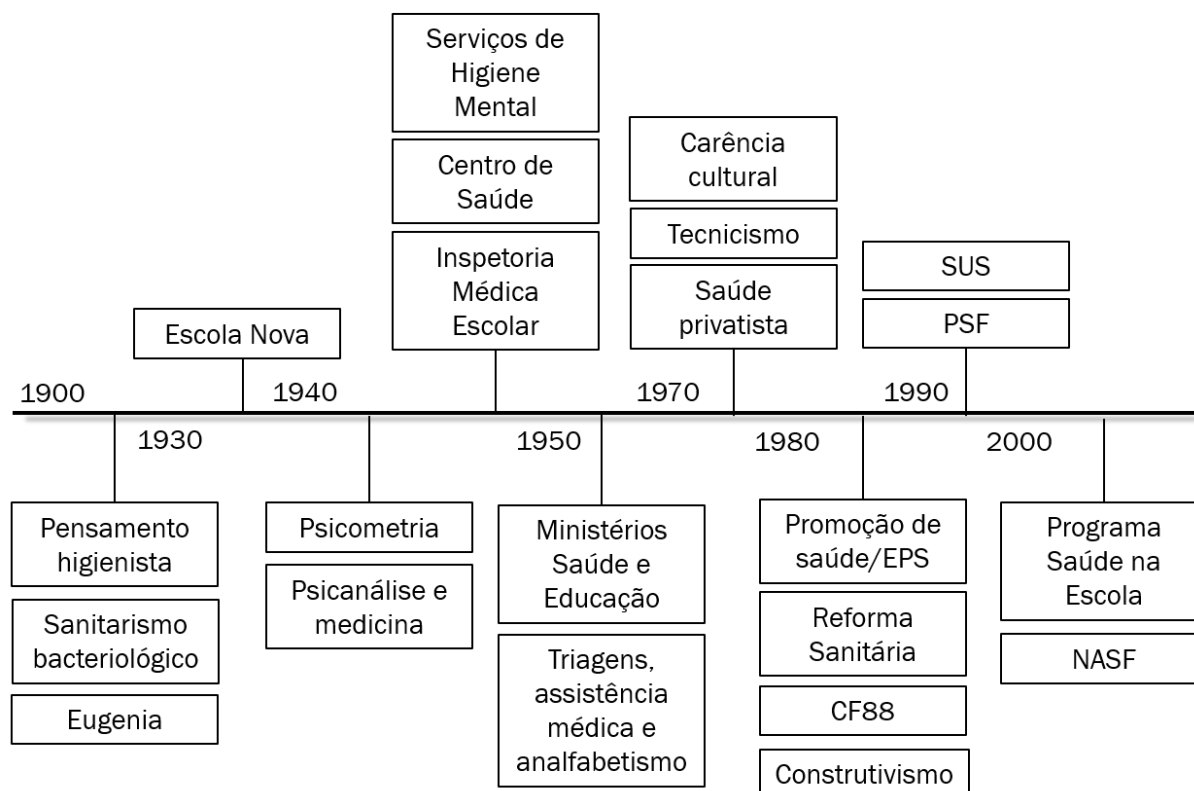 Serviços de
Higiene
Mental
Centro de
Saúde
Inspetoria
Médica
Escolar
Carência
cultural
Tecnicismo
Saúde
privatista
SUS
PSF
Escola Nova
1900
1940
1970
1990
1930
1950
1980
2000
Pensamento
higienista
Sanitarismo
bacteriológico
Eugenia
Psicometria
Psicanálise e
medicina
Ministérios
Saúde e
Educação
Triagens,
assistência
médica e
analfabetismo
Promoção de
saúde/EPS
Reforma
Sanitária
CF88
Construtivismo
Programa
Saúde na
Escola
NASF